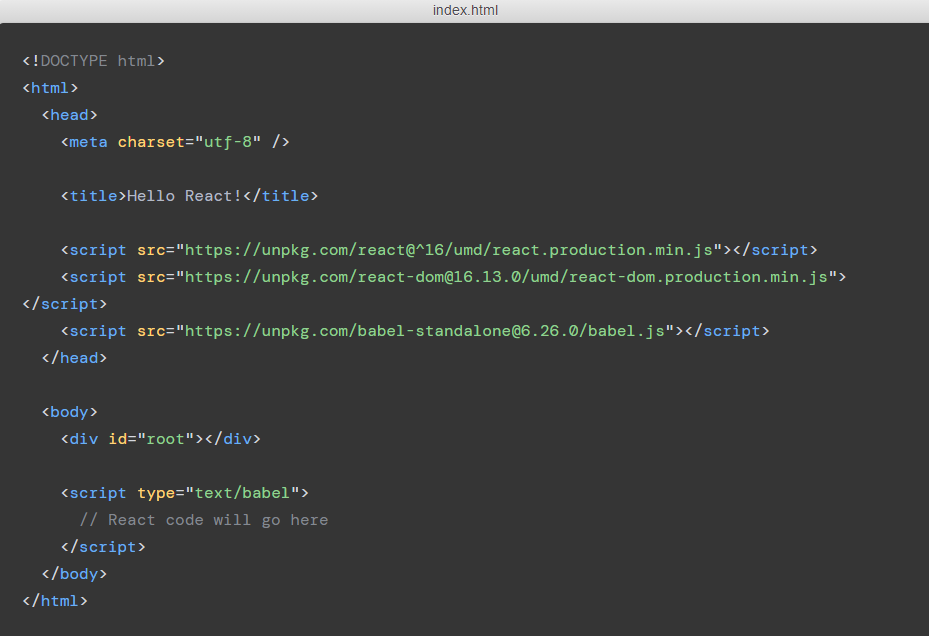 index.html
<!DOCTYPE html>
<html>
  <head>
    <meta charset="utf-8" />

    <title>Hello React!</title>

    <script src="https://unpkg.com/react@^16/umd/react.production.min.js"></script>
    <script src="https://unpkg.com/react-dom@16.13.0/umd/react-dom.production.min.js">
</script>
    <script src="https://unpkg.com/babel-standalone@6.26.0/babel.js"></script>
  </head>

  <body>
    <div id="root"></div>

    <script type="text/babel">
      // React code will go here
    </script>
  </body>
</html>